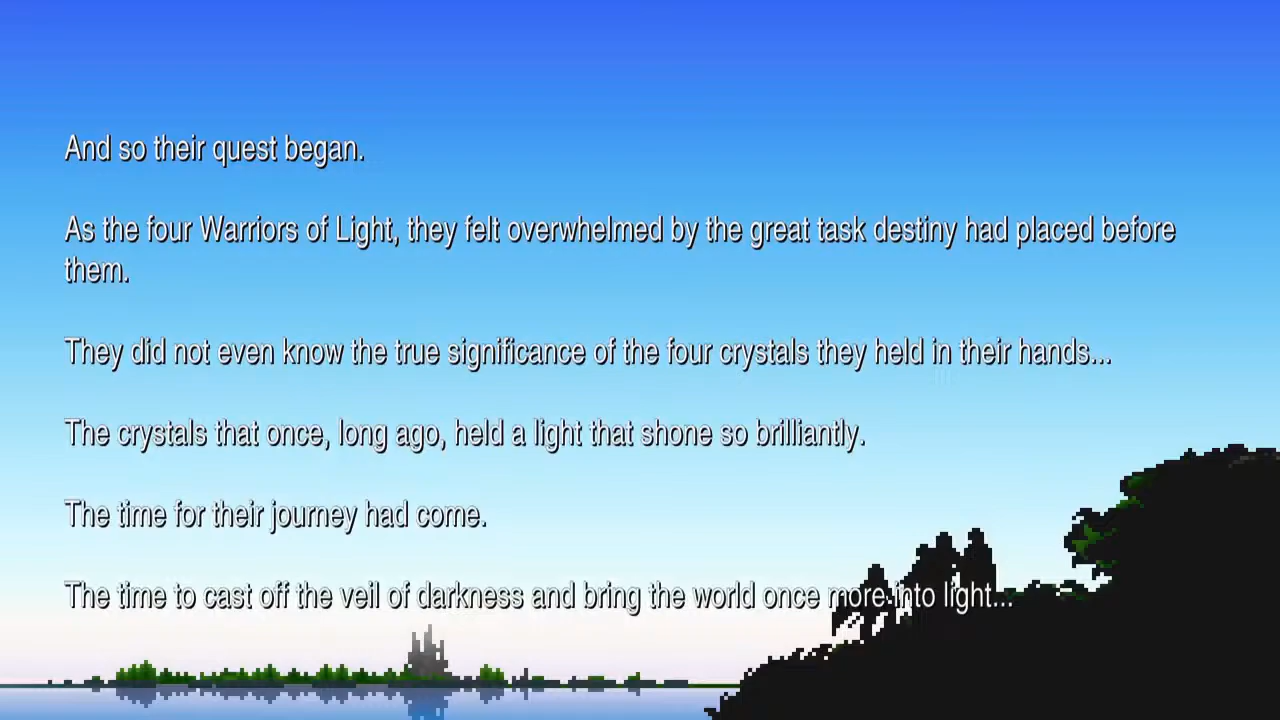 And so their quest began.
As the four Warriors of Light, they felt overwhelmed by the great task destiny had placed before
them.
They did not even know the true significance of the four crystals they held in their hands...
The crystals that once, long ago, held a light that shone so brilliantly.
The time for their journey had come.
The time to cast off the veil of darkness and bring the world once more into light...